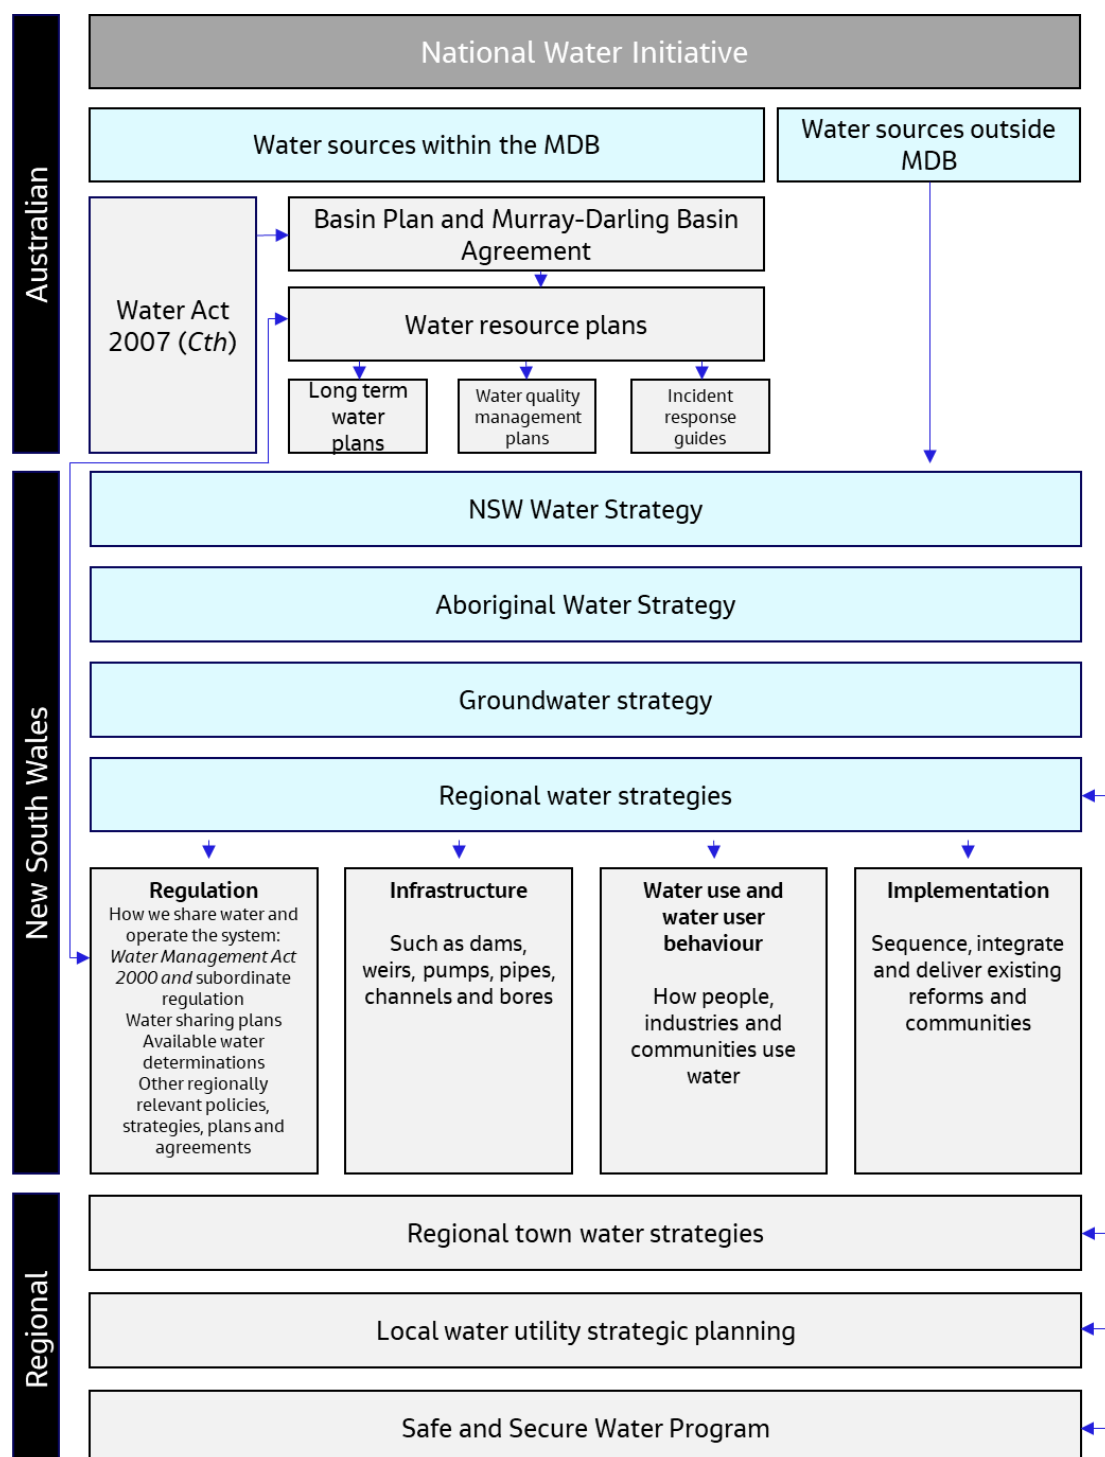 Australian
National Water Initiative
Water sources within the MDB
Water sources outside
MDB
Water Act
2007 (Cth)
Basin Plan and Murray-Darling Basin
Agreement
Water resource plans
Long term
water
plans
Water quality
management
plans
Incident
response
guides
New South Wales
NSW Water Strategy
Aboriginal Water Strategy
Groundwater strategy
Regional water strategies
Regulation
How we share water and
operate the system:
Water Management Act
2000 and subordinate
regulation
Water sharing plans
Available water
determinations
Other regionally
relevant policies,
strategies, plans and
agreements
Infrastructure
Such as dams,
weirs, pumps, pipes,
channels and bores
Water use and
water user
behaviour
How people,
industries and
communities use
water
Implementation
Sequence, integrate
and deliver existing
reforms and
communities
Regional
Regional town water strategies
Local water utility strategic planning
Safe and Secure Water Program